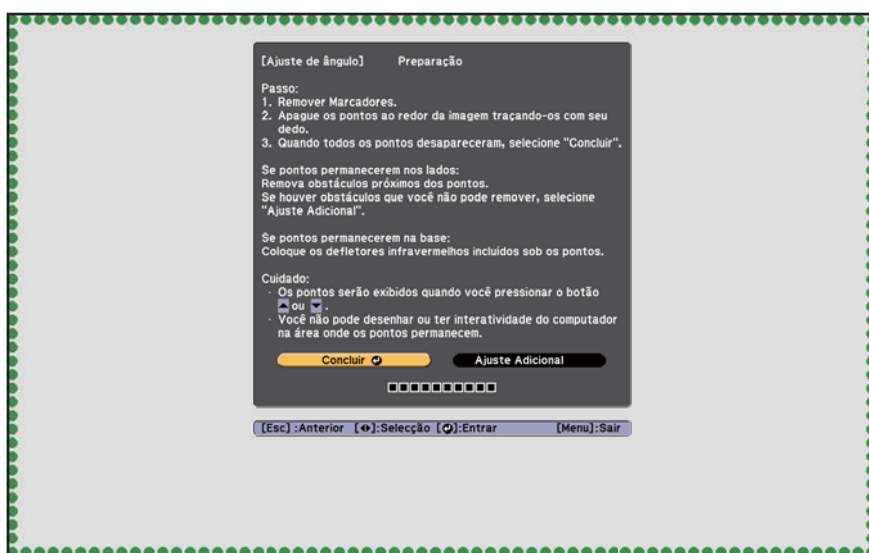 [Ajuste de ângulo] Preparação
Passo:
1. Remover Marcadores.
2. Apague os pontos ao redor da imagem traçando-os com seu
dedo.
3. Quando todos os pontos desapareceram, selecione "Concluir".
Se pontos permanecerem nos lados:
Remova obstáculos próximos dos pontos.
Se houver obstáculos que você não pode remover, selecione
"Ajuste Adicional".
Se pontos permanecerem na base:
Coloque os defletores infravermelhos incluídos sob os pontos.
Cuidado:
· Os pontos serão exibidos quando você pressionar o botão
▲ ou ▼ .
· Você não pode desenhar ou ter interatividade do computador
na área onde os pontos permanecem.
Concluir Ajuste Adicional
[Esc] :Anterior [◆]:Selecção [↵]:Entrar [Menu]:Sair